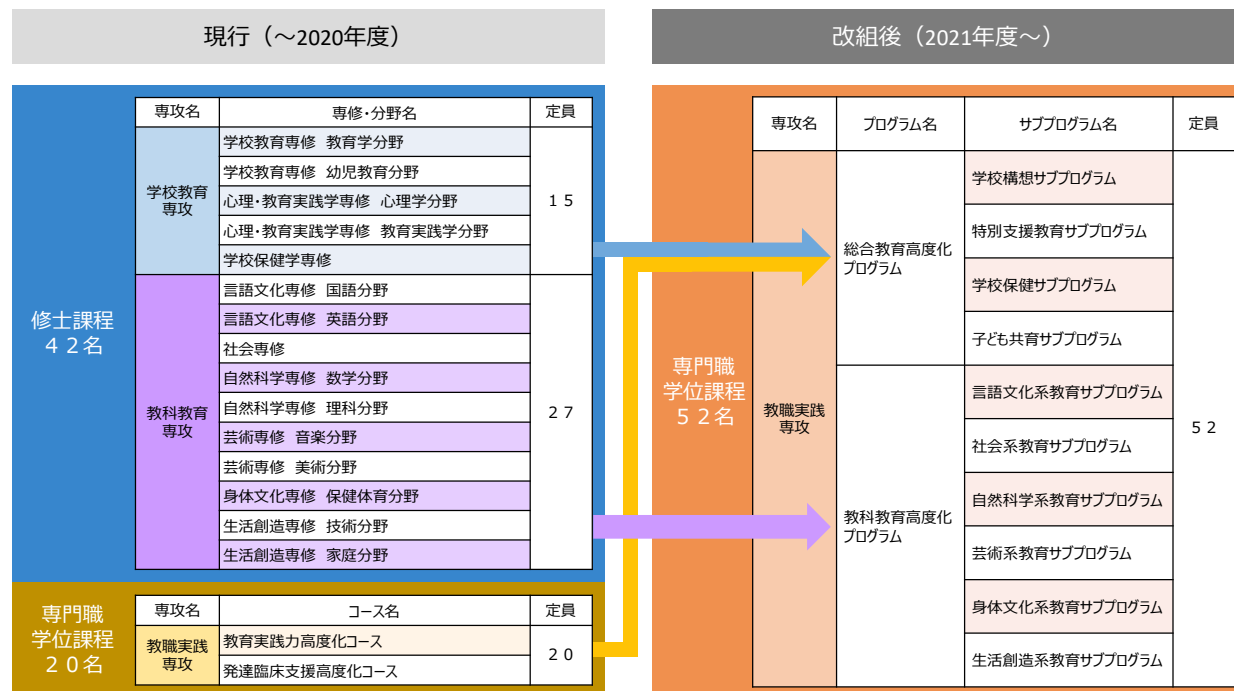 現行（～2020年度）
改組後（2021年度～）
修士課程
４２名
専攻名 専修・分野名 定員
学校教育
専攻
学校教育専修 教育学分野
学校教育専修 幼児教育分野
心理・教育実践学専修 心理学分野
心理・教育実践学専修 教育実践学分野
学校保健学専修
１５
教科教育
専攻
言語文化専修 国語分野
言語文化専修 英語分野
社会専修
自然科学専修 数学分野
自然科学専修 理科分野
芸術専修 音楽分野
芸術専修 美術分野
身体文化専修 保健体育分野
生活創造専修 技術分野
生活創造専修 家庭分野
２７
専門職
学位課程
２０名
専攻名 コース名 定員
教職実践
専攻
教育実践力高度化コース
発達臨床支援高度化コース
２０
専門職
学位課程
５２名
専攻名 プログラム名 サブプログラム名 定員
教職実践
専攻
総合教育高度化
プログラム
学校構想サブプログラム
特別支援教育サブプログラム
学校保健サブプログラム
子ども共育サブプログラム
教科教育高度化
プログラム
言語文化系教育サブプログラム
社会系教育サブプログラム
自然科学系教育サブプログラム
芸術系教育サブプログラム
身体文化系教育サブプログラム
生活創造系教育サブプログラム
５２